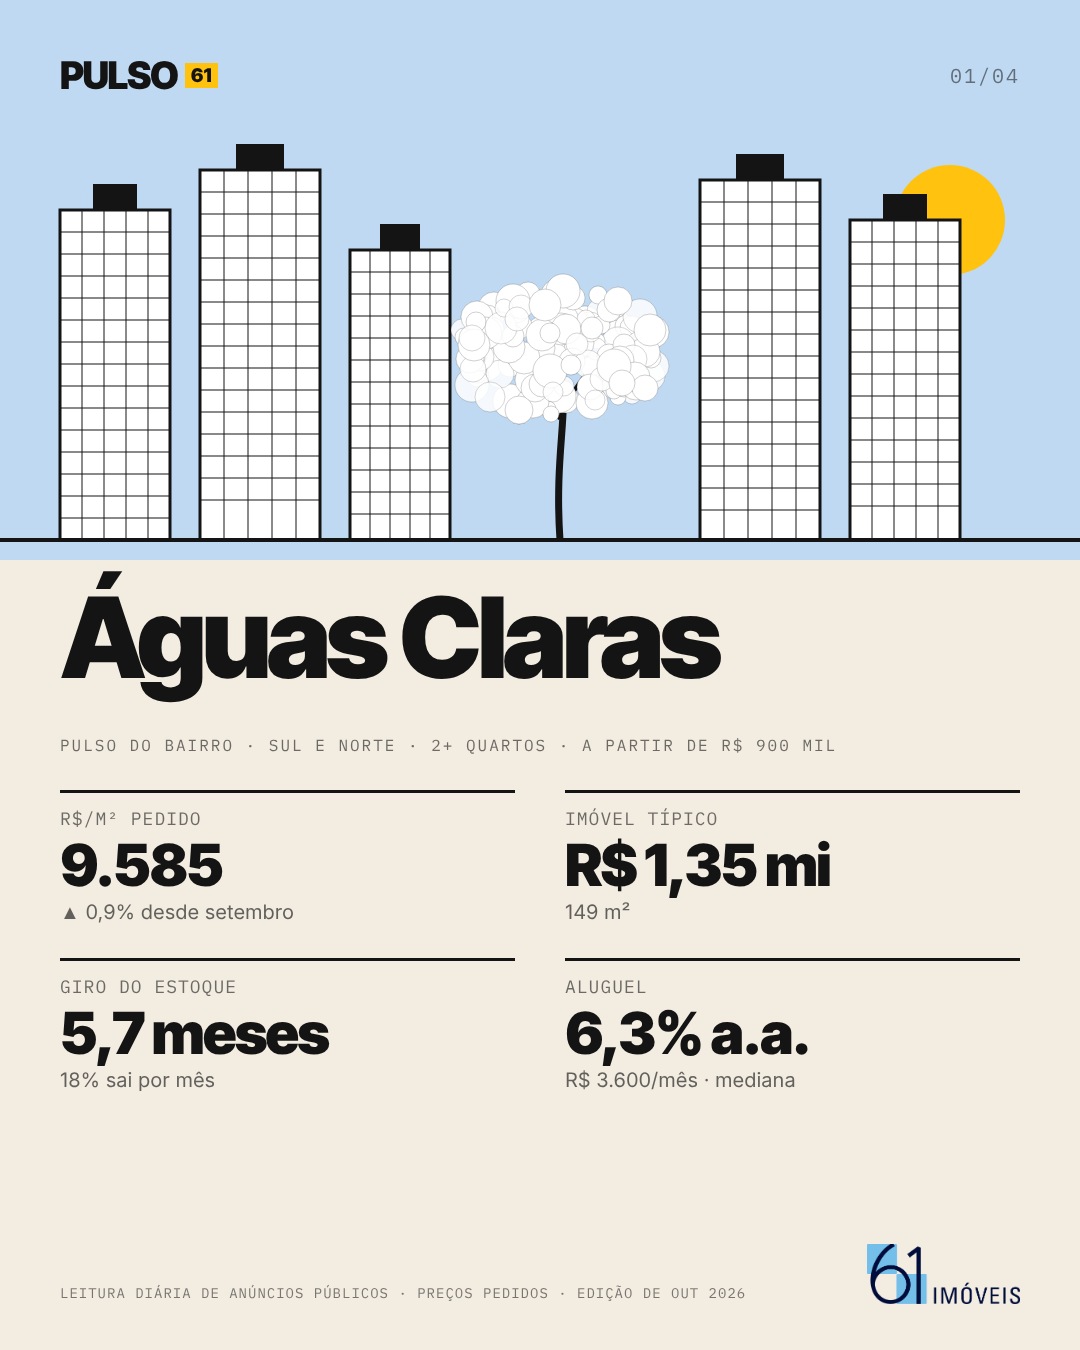 PULSO 61
01/04
Águas Claras
PULSO DO BAIRRO · SUL E NORTE · 2+ QUARTOS · A PARTIR DE R$ 900 MIL
R$/M² PEDIDO
9.585
▲ 0,9% desde setembro
IMÓVEL TÍPICO
R$ 1,35 mi
149 m²
GIRO DO ESTOQUE
5,7 meses
18% sai por mês
ALUGUEL
6,3% a.a.
R$ 3.600/mês · mediana
LEITURA DIÁRIA DE ANÚNCIOS PÚBLICOS · PREÇOS PEDIDOS · EDIÇÃO DE OUT 2026
61 IMÓVEIS